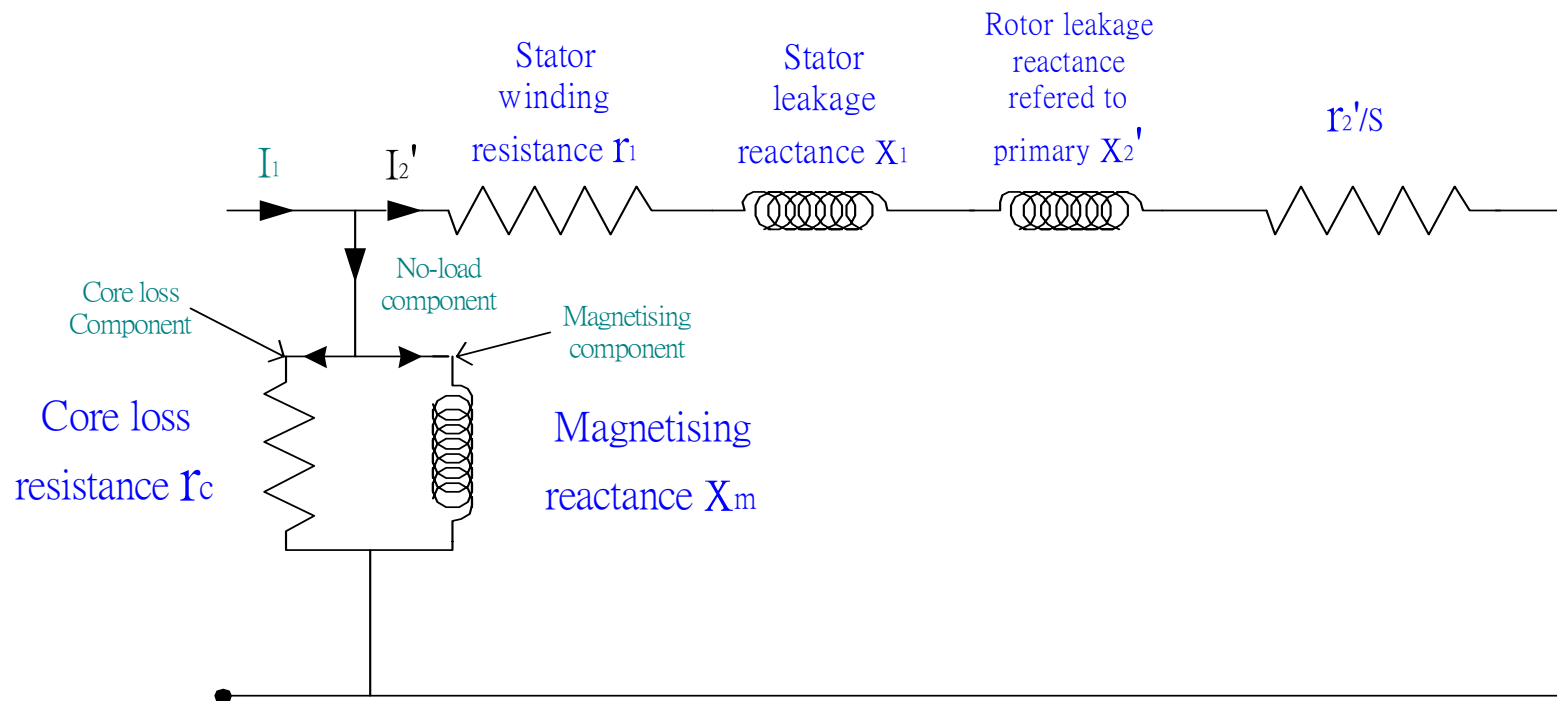 Stator
winding
resistance r1
Stator
leakage
reactance x1
Rotor leakage
reactance
refered to
primary x2'
r2'/S
I1
I2'
No-load
component
Core loss
Component
Magnetising
component
Core loss
resistance rc
Magnetising
reactance Xm